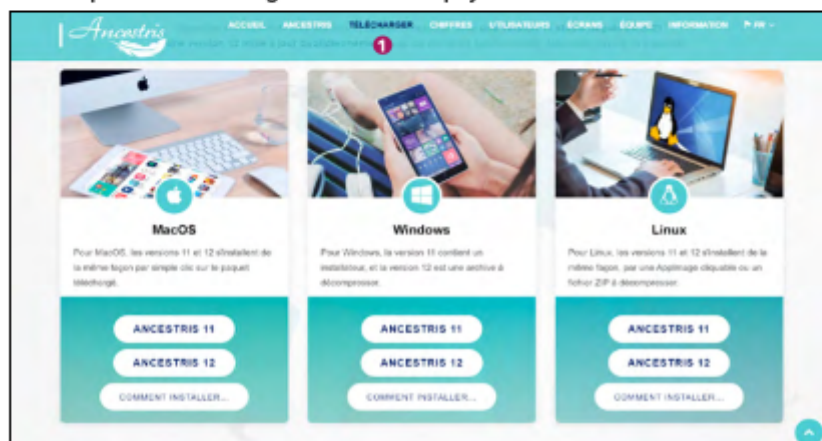 Ancestris
ACCUEIL ANCESTRIS TÉLÉCHARGER CHIFFRES UTILISATEURS ÉCRANS ÉQUIPE INFORMATION FR
1
MacOS
Pour MacOS, les versions 11 et 12 s'installent de
la même façon par simple clic sur le paquet
téléchargé.
ANCESTRIS 11
ANCESTRIS 12
COMMENT INSTALLER...
Windows
Pour Windows, la version 11 contient un
installateur, et la version 12 est une archive à
décompresser.
ANCESTRIS 11
ANCESTRIS 12
COMMENT INSTALLER...
Linux
Pour Linux, les versions 11 et 12 s'installent de la
même façon, par une AppImage cliquable ou un
fichier ZIP à décompresser.
ANCESTRIS 11
ANCESTRIS 12
COMMENT INSTALLER...